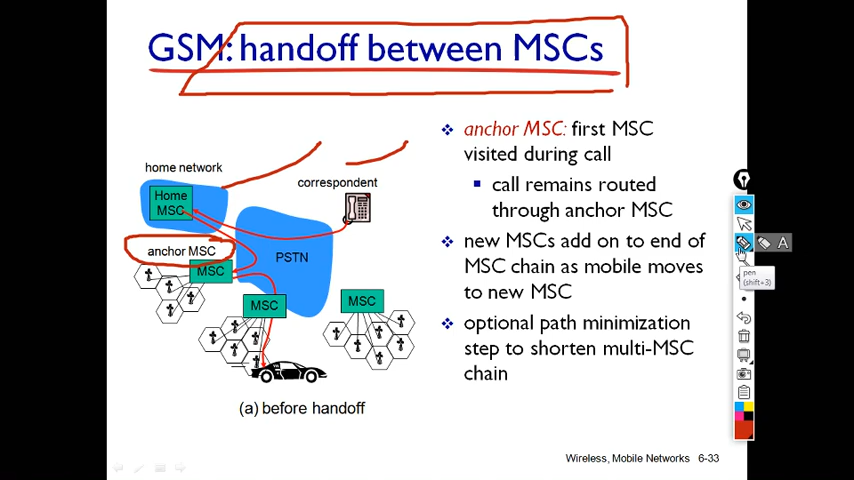 GSM: handoff between MSCs
home network
correspondent
Home
MSC
anchor MSC
MSC
PSTN
MSC
MSC
(a) before handoff
anchor MSC: first MSC
visited during call
call remains routed
through anchor MSC
new MSCs add on to end of
MSC chain as mobile moves
to new MSC
optional path minimization
step to shorten multi-MSC
chain
A
pen
(shift+3)
Wireless, Mobile Networks 6-33